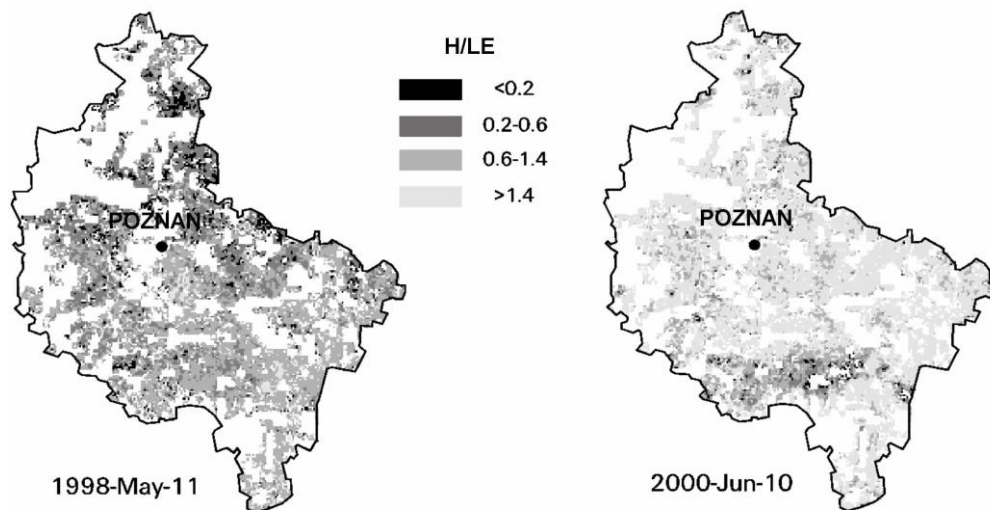 H/LE
<0.2
0.2-0.6
0.6-1.4
>1.4
POZNAŃ
POZNAŃ
1998-May-11
2000-Jun-10